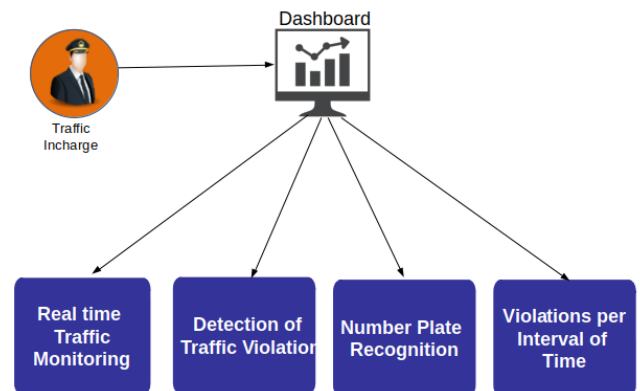 Dashboard
Traffic
Incharge
Real time
Traffic
Monitoring
Detection of
Traffic Violation
Number Plate
Recognition
Violations per
Interval of
Time